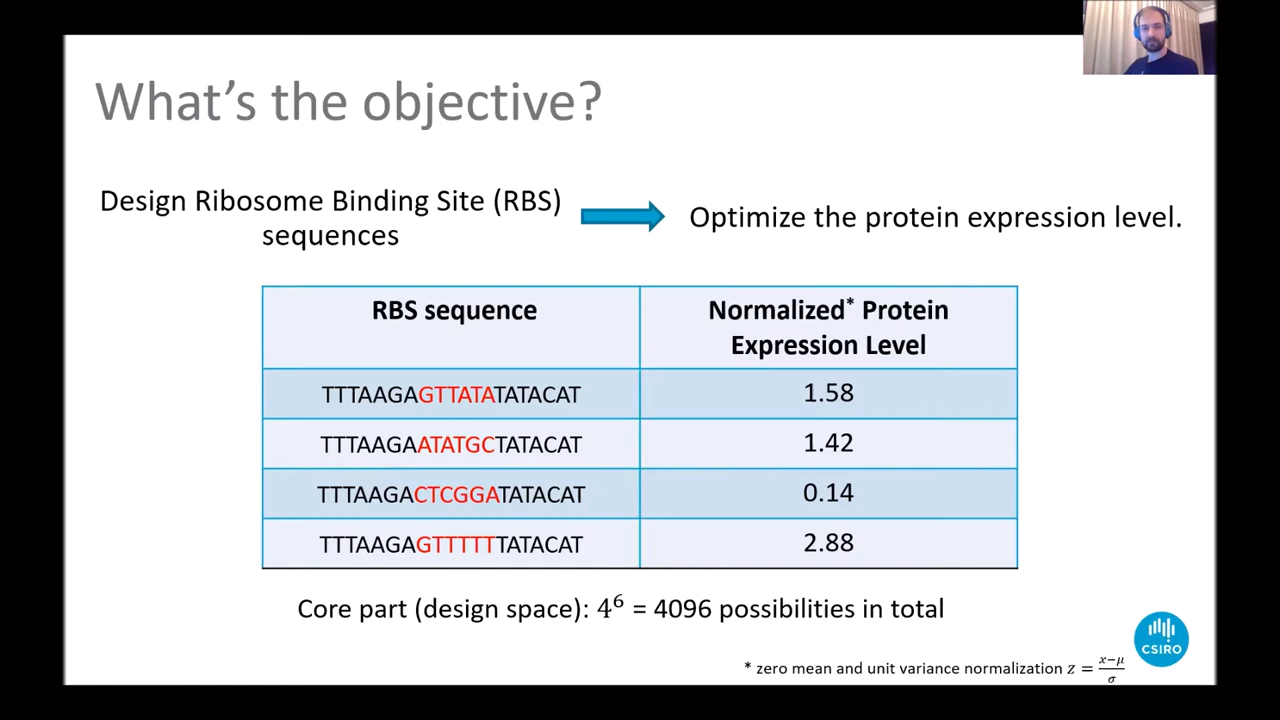 What's the objective?
Design Ribosome Binding Site (RBS)
sequences
Optimize the protein expression level.
RBS sequence
Normalized* Protein
Expression Level
TTTAAGAGTTATATATACAT
1.58
TTTAAGAATATGCTATACAT
1.42
TTTAAGACTCGGATATACAT
0.14
TTTAAGAGTTTTTTATACAT
2.88
Core part (design space): 4⁶ = 4096 possibilities in total
CSIRO
* zero mean and unit variance normalization z = (x−μ)/σ